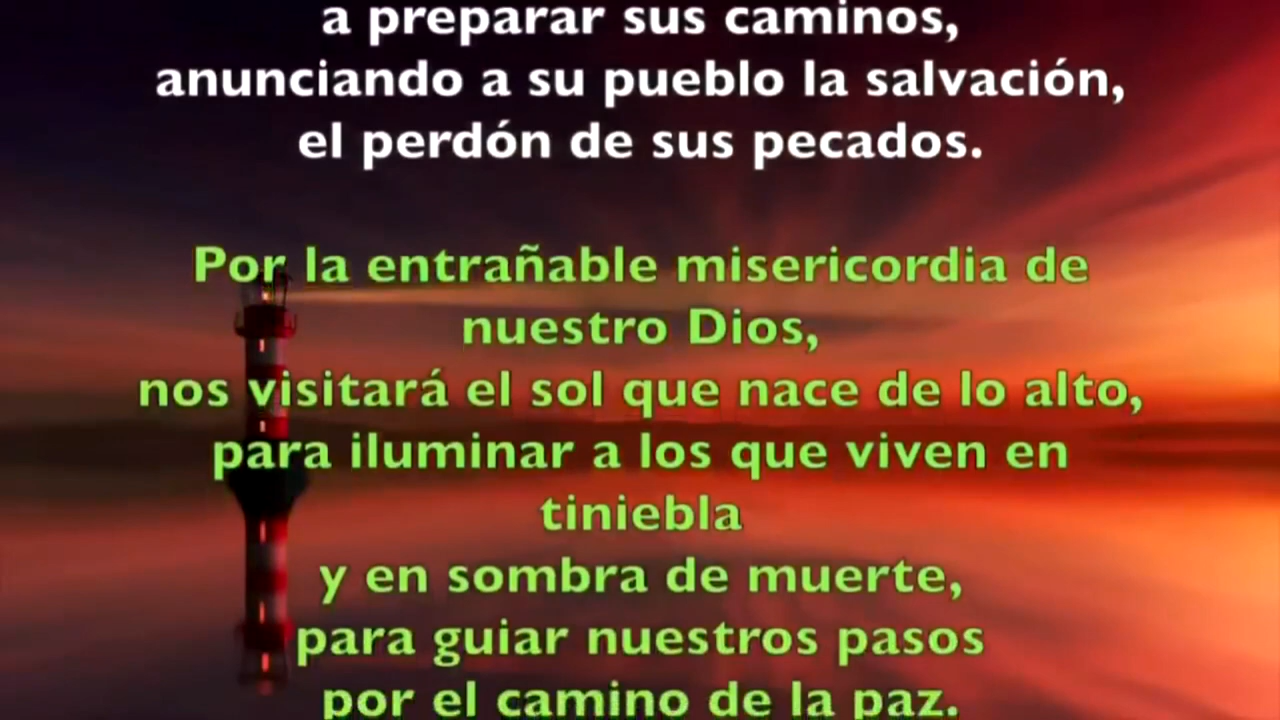 a preparar sus caminos,
anunciando a su pueblo la salvación,
el perdón de sus pecados.
Por la entrañable misericordia de
nuestro Dios,
nos visitará el sol que nace de lo alto,
para iluminar a los que viven en
tiniebla
y en sombra de muerte,
para guiar nuestros pasos
por el camino de la paz.